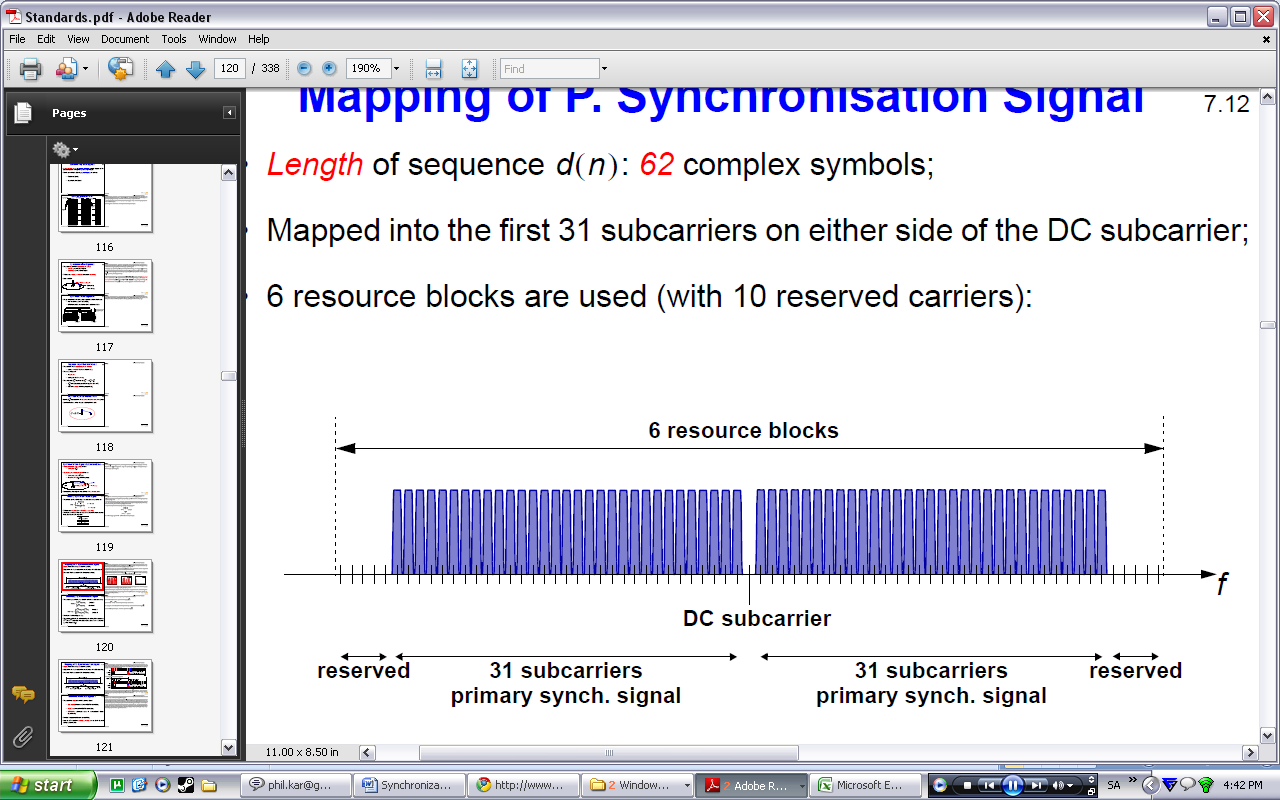 Standards.pdf - Adobe Reader
File Edit View Document Tools Window Help
120 / 338 190% Find
Pages
116
117
118
119
120
121
Mapping of P. Synchronisation Signal 7.12
• Length of sequence d(n): 62 complex symbols;
• Mapped into the first 31 subcarriers on either side of the DC subcarrier;
• 6 resource blocks are used (with 10 reserved carriers):
6 resource blocks
f
DC subcarrier
reserved 31 subcarriers 31 subcarriers reserved
primary synch. signal primary synch. signal
11.00 x 8.50 in
start phil.kar@g... Synchroniza... http://www... 2 Window... 2 Adobe R... Microsoft E... SA 4:42 PM